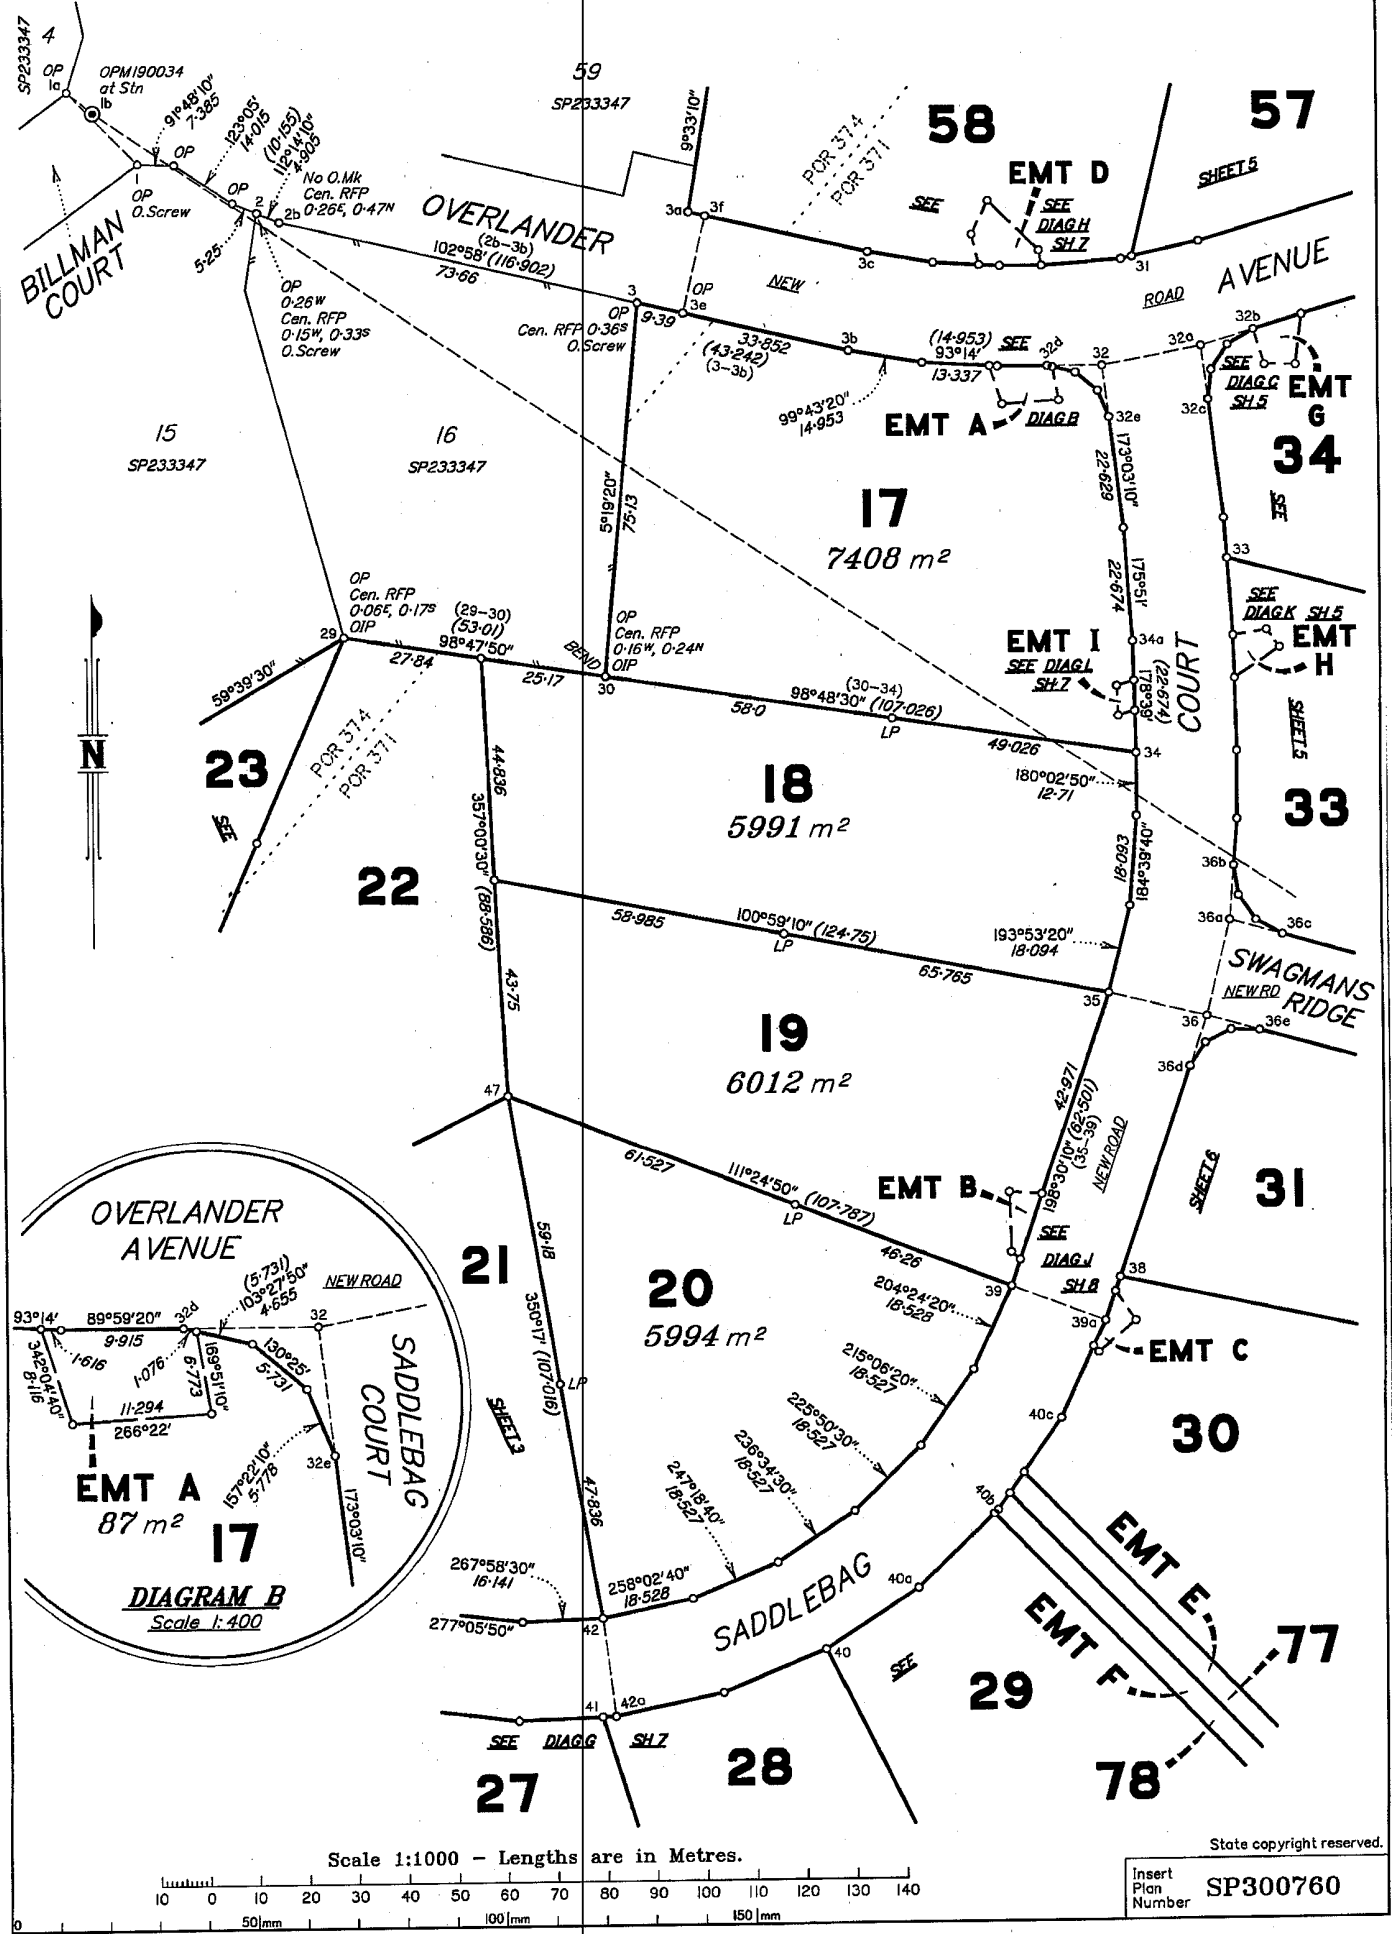 SP233347
4
OP
1a
OPM190034
at Stn
1b
91°48'10"
7·385
123°05'
14·015
(10·155)
112°14'10"
4·905
59
SP233347
9°33'10"
POR 374
POR 371
58
57
SHEET 5
EMT D
SEE
SEE
DIAG H
SH 7
OP
OP
2
2b
No O.Mk
Cen. RFP
0·26E, 0·47N
1
OP
O.Screw
BILLMAN
COURT
5·25
OVERLANDER
(2b-3b)
102°58' (116·902)
73·66
3a
3f
3c
31
NEW
ROAD
AVENUE
OP
0·26W
Cen. RFP
0·15W, 0·33S
O.Screw
3
OP
Cen. RFP 0·36S
O.Screw
9·39
OP
3e
33·852
(43·242)
(3-3b)
3b
(14·953)
93°14'
13·337
SEE
32d
32
32a
32b
99°43'20"
14·953
EMT A
DIAG B
32e
32c
SEE
DIAG C
SH 5
EMT
G
15
SP233347
16
SP233347
34
SEE
5°19'20"
75·13
17
7408 m²
173°03'10"
22·629
175°51'
22·674
33
SEE
DIAG K SH 5
EMT
H
SHEET 5
33
OP
Cen. RFP
0·06E, 0·17S
OIP
29
(29-30)
(53·01)
98°47'50"
27·84
25·17
BEND
OP
Cen. RFP
0·16W, 0·24N
OIP
30
59°39'30"
EMT I
SEE DIAG L
SH 7
34a
178°39'
(22·674)
COURT
(30-34)
98°48'30" (107·026)
58·0
LP
49·026
34
180°02'50"
12·71
N
23
SEE
POR 374
POR 371
22
44·836
357°00'30" (88·586)
43·75
18
5991 m²
18·093
184°39'40"
36b
36a
36c
58·985
100°59'10" (124·75)
LP
65·765
193°53'20"
18·094
35
SWAGMANS
NEW RD RIDGE
36
36e
36d
19
6012 m²
47
61·527
111°24'50" (107·787)
LP
46·26
42·971
198°30'10" (62·501)
(35-39)
NEW ROAD
EMT B
SEE
DIAG J
SH 8
SHEET 6
31
38
39
39a
EMT C
OVERLANDER
AVENUE
NEW ROAD
(5·731)
103°27'50"
4·655
93°14'
89°59'20"
9·915
32d
32
1·616
1·076
342°04'40"
8·116
169°51'10"
6·773
130°25'
5·731
11·294
266°22'
SADDLEBAG
COURT
32e
EMT A
87 m²
157°22'10"
5·778
173°03'10"
17
DIAGRAM B
Scale 1:400
21
59·18
350°17' (107·016)
LP
SHEET 3
47·836
20
5994 m²
204°24'20"
18·528
215°06'20"
18·527
225°50'30"
18·527
236°34'30"
18·527
247°18'40"
18·527
258°02'40"
18·528
267°58'30"
16·141
277°05'50"
42
40c
30
40b
40a
40
SADDLEBAG
SEE
EMT E
EMT F
77
78
29
41
42a
SEE DIAG G SH 7
27
28
Scale 1:1000 – Lengths are in Metres.
10 0 10 20 30 40 50 60 70 80 90 100 110 120 130 140
0 50 mm 100 mm 150 mm
State copyright reserved.
Insert
Plan
Number
SP300760